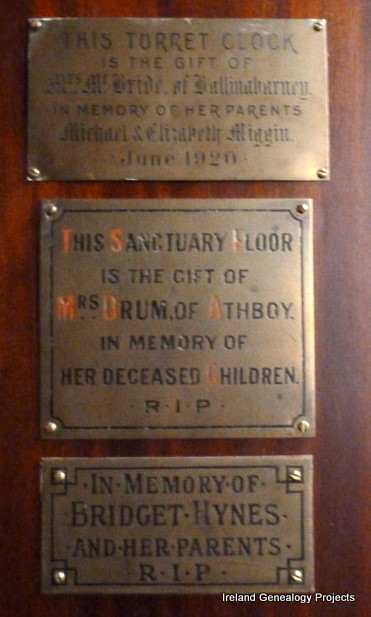 THIS TURRET CLOCK
IS THE GIFT OF
Mrs. Mc Bride, of Ballinabarney,
IN MEMORY OF HER PARENTS
Michael & Elizabeth Miggin.
· June 1920 ·
THIS SANCTUARY FLOOR
IS THE GIFT OF
MRS. DRUM, OF ATHBOY.
IN MEMORY OF
HER DECEASED CHILDREN.
· R · I · P ·
· IN · MEMORY · OF ·
· BRIDGET · HYNES ·
· AND · HER · PARENTS ·
· R · I · P ·
Ireland Genealogy Projects